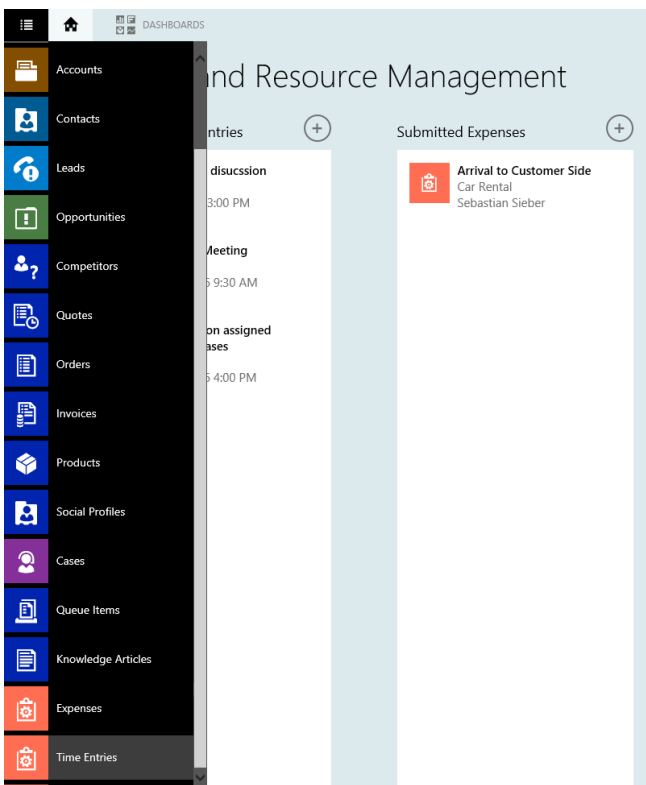 DASHBOARDS
and Resource Management
Accounts
Contacts
Leads
Opportunities
Competitors
Quotes
Orders
Invoices
Products
Social Profiles
Cases
Queue Items
Knowledge Articles
Expenses
Time Entries
ntries
disucssion
3:00 PM
Meeting
9:30 AM
on assigned
ases
4:00 PM
Submitted Expenses
Arrival to Customer Side
Car Rental
Sebastian Sieber